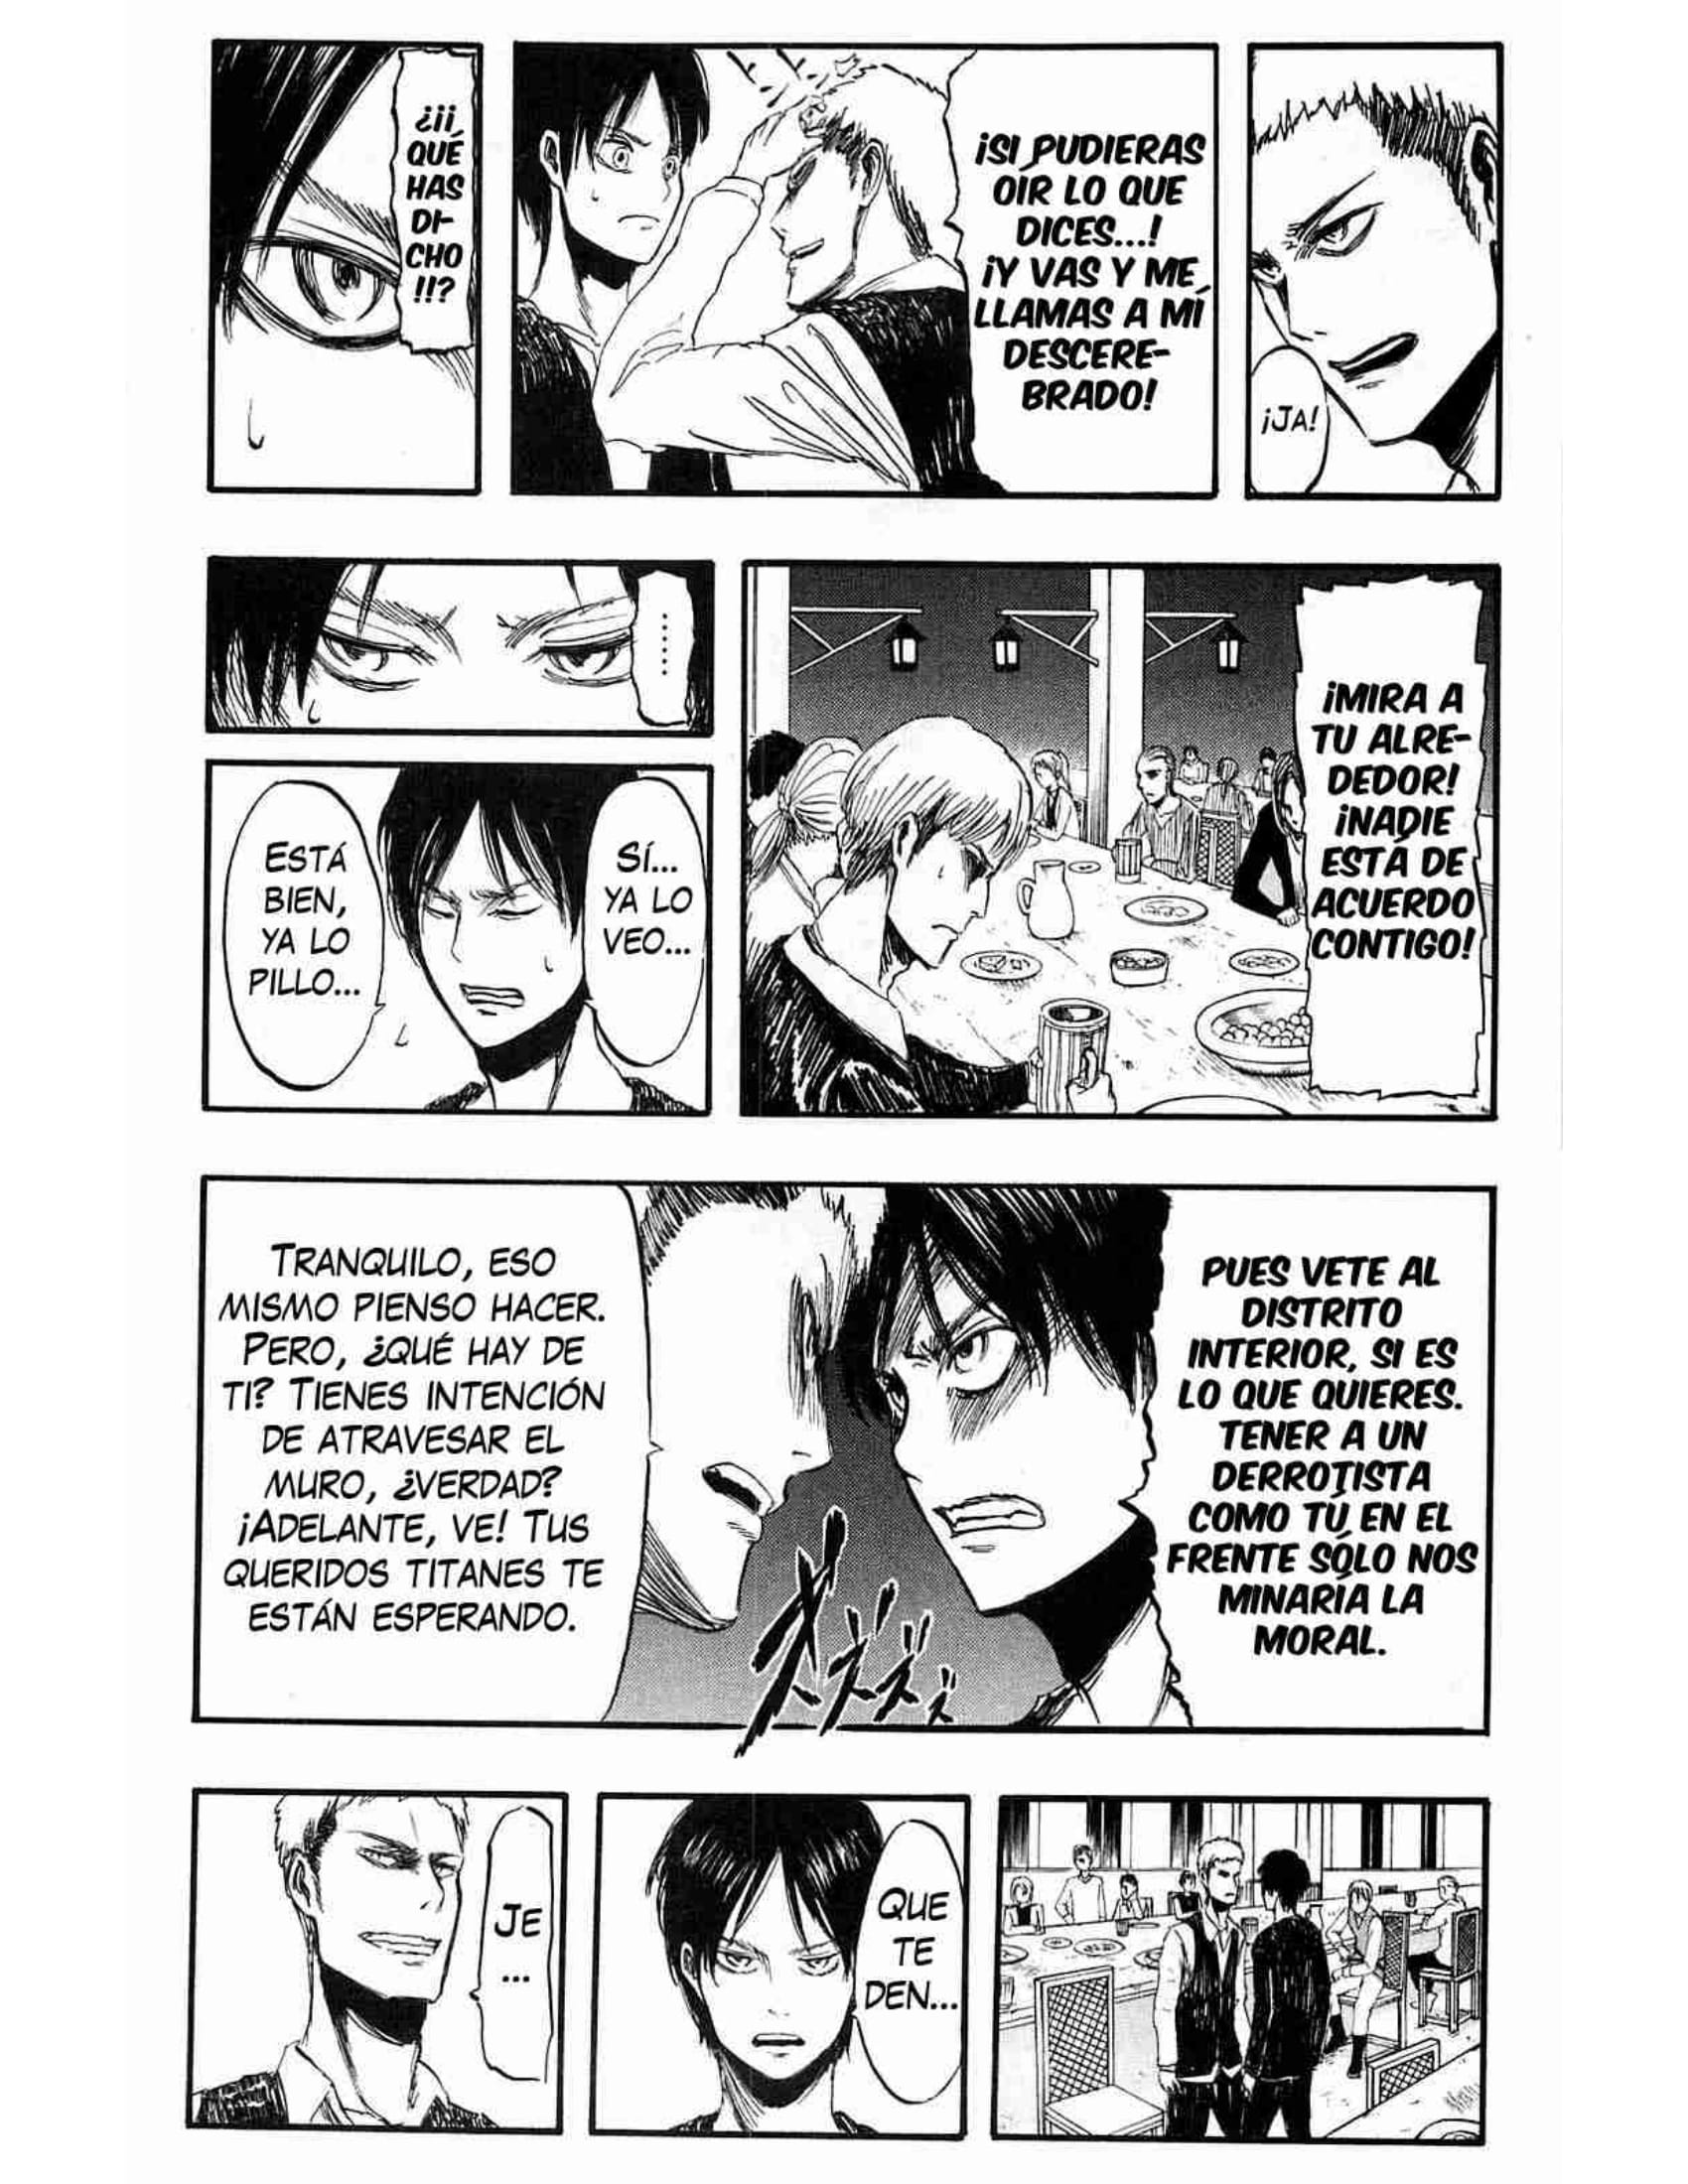 ¡JA!
¡SI PUDIERAS
OÍR LO QUE
DICES...!
¡Y VAS Y ME
LLAMAS A MÍ
DESCERE-
BRADO!
¿¡¡
QUÉ
HAS
DI-
CHO
!!?
¡MIRA A
TU ALRE-
DEDOR!
¡NADIE
ESTÁ DE
ACUERDO
CONTIGO!
......
SÍ...
YA LO
VEO...
ESTÁ
BIEN,
YA LO
PILLO...
PUES VETE AL
DISTRITO
INTERIOR, SI ES
LO QUE QUIERES.
TENER A UN
DERROTISTA
COMO TÚ EN EL
FRENTE SÓLO NOS
MINARÍA LA
MORAL.
ズズズズ
TRANQUILO, ESO
MISMO PIENSO HACER.
PERO, ¿QUÉ HAY DE
TI? TIENES INTENCIÓN
DE ATRAVESAR EL
MURO, ¿VERDAD?
¡ADELANTE, VE! TUS
QUERIDOS TITANES TE
ESTÁN ESPERANDO.
QUE
TE
DEN...
JE
...